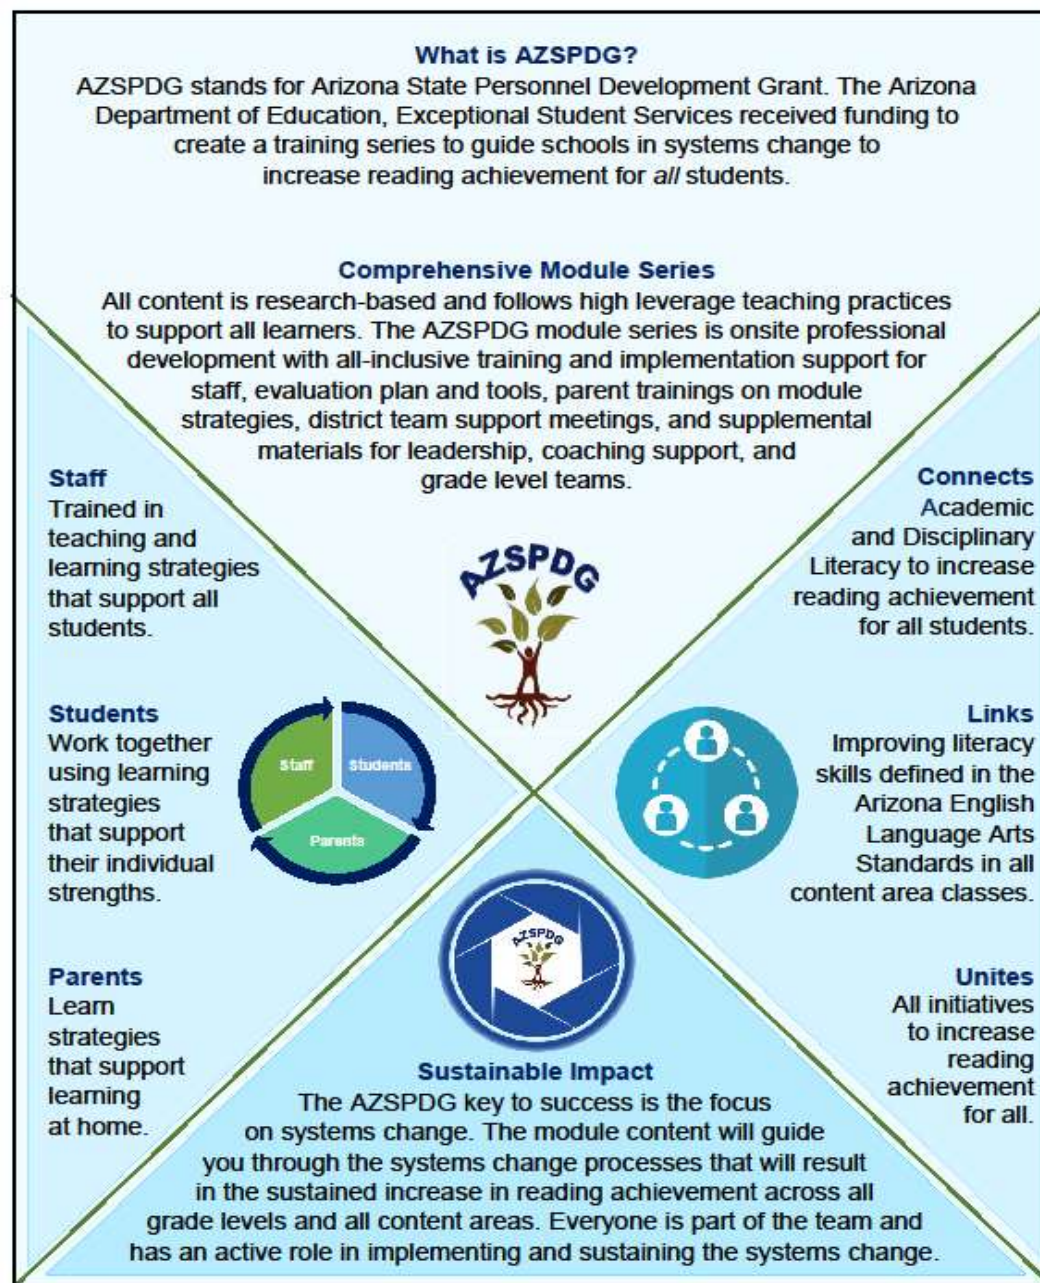 What is AZSPDG?
AZSPDG stands for Arizona State Personnel Development Grant. The Arizona
Department of Education, Exceptional Student Services received funding to
create a training series to guide schools in systems change to
increase reading achievement for all students.
Comprehensive Module Series
All content is research-based and follows high leverage teaching practices
to support all learners. The AZSPDG module series is onsite professional
development with all-inclusive training and implementation support for
staff, evaluation plan and tools, parent trainings on module
strategies, district team support meetings, and supplemental
materials for leadership, coaching support, and
grade level teams.
AZSPDG
Staff
Trained in
teaching and
learning strategies
that support all
students.
Students
Work together
using learning
strategies
that support
their individual
strengths.
Parents
Learn
strategies
that support
learning
at home.
Staff
Students
Parents
Connects
Academic
and Disciplinary
Literacy to increase
reading achievement
for all students.
Links
Improving literacy
skills defined in the
Arizona English
Language Arts
Standards in all
content area classes.
Unites
All initiatives
to increase
reading
achievement
for all.
AZSPDG
Sustainable Impact
The AZSPDG key to success is the focus
on systems change. The module content will guide
you through the systems change processes that will result
in the sustained increase in reading achievement across all
grade levels and all content areas. Everyone is part of the team and
has an active role in implementing and sustaining the systems change.